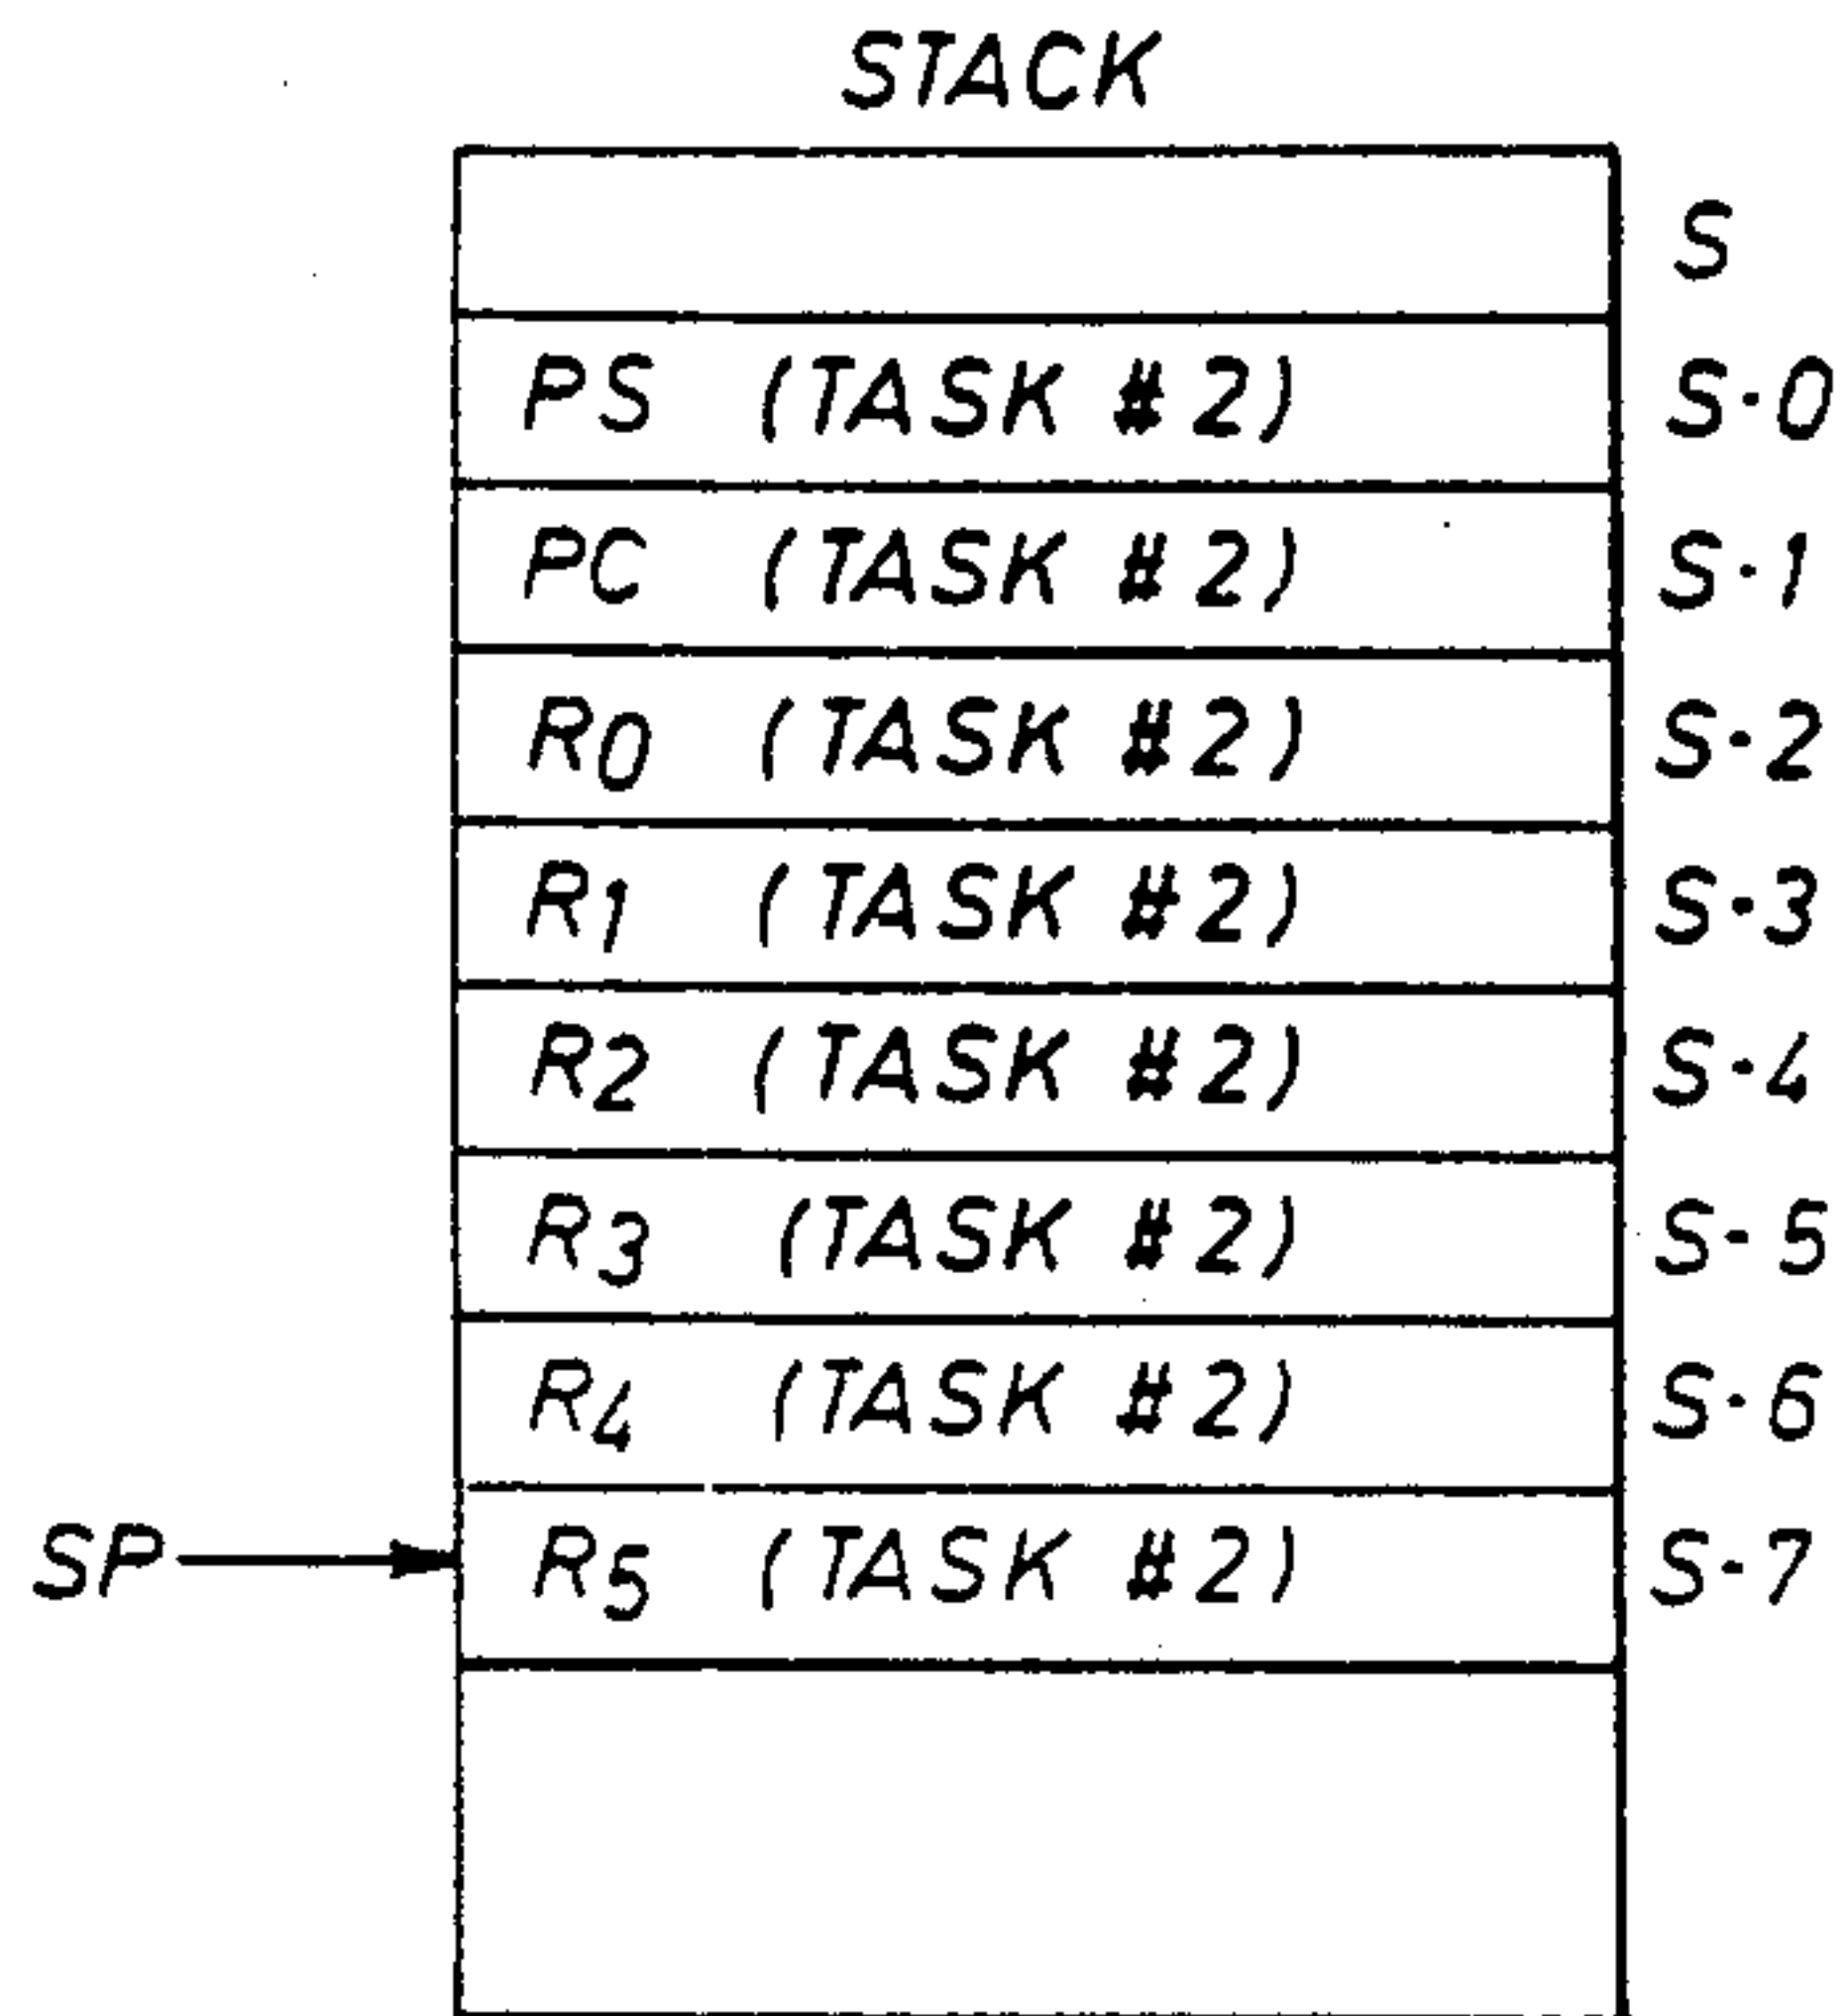 STACK
S
PS (TASK #2) S·0
PC (TASK #2) S·1
R0 (TASK #2) S·2
R1 (TASK #2) S·3
R2 (TASK #2) S·4
R3 (TASK #2) S·5
R4 (TASK #2) S·6
SP R5 (TASK #2) S·7